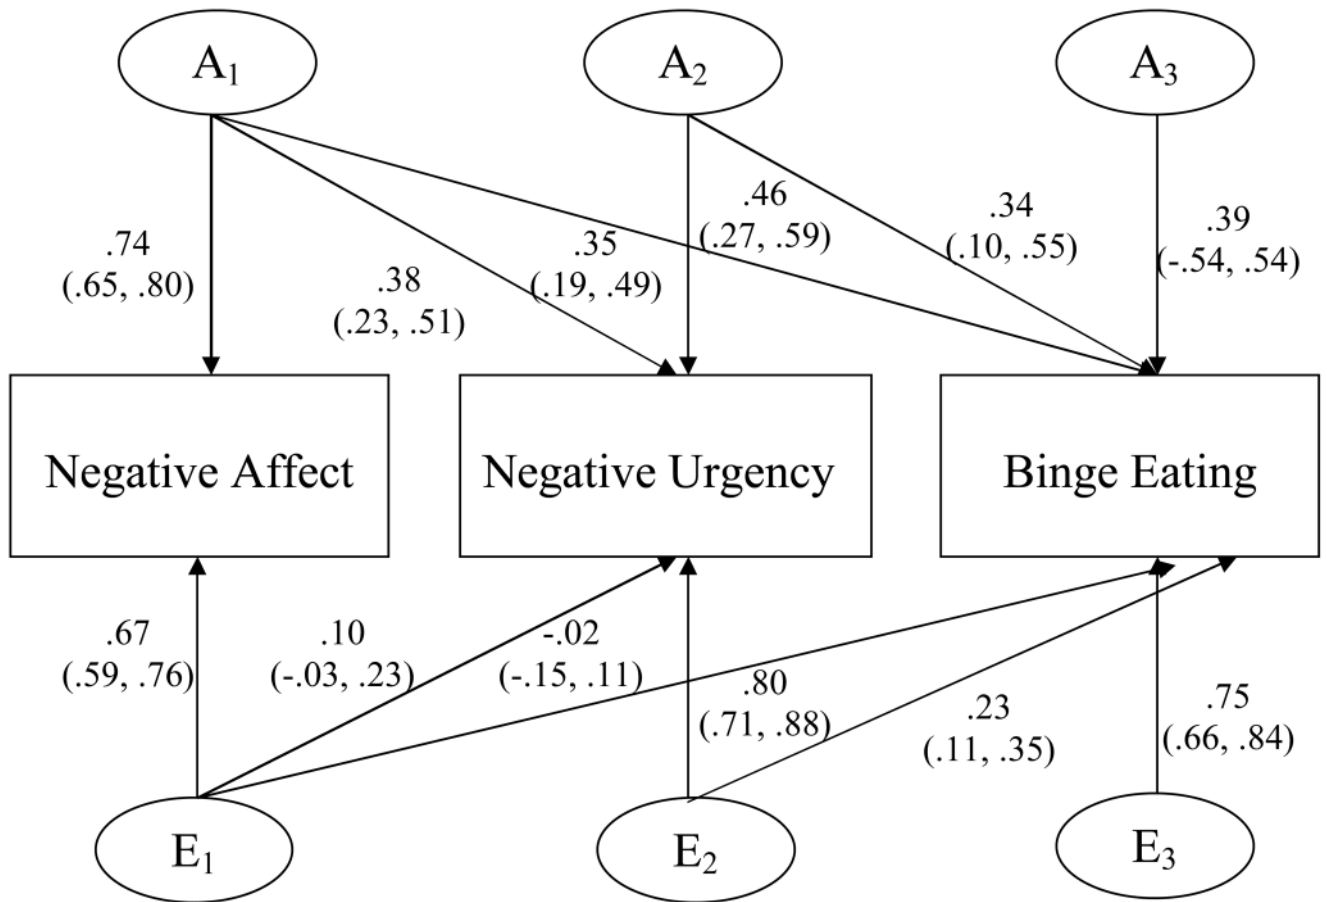 A₁
A₂
A₃
.74
(.65, .80)
.38
(.23, .51)
.35
(.19, .49)
.46
(.27, .59)
.34
(.10, .55)
.39
(-.54, .54)
Negative Affect
Negative Urgency
Binge Eating
.67
(.59, .76)
.10
(-.03, .23)
-.02
(-.15, .11)
.80
(.71, .88)
.23
(.11, .35)
.75
(.66, .84)
E₁
E₂
E₃